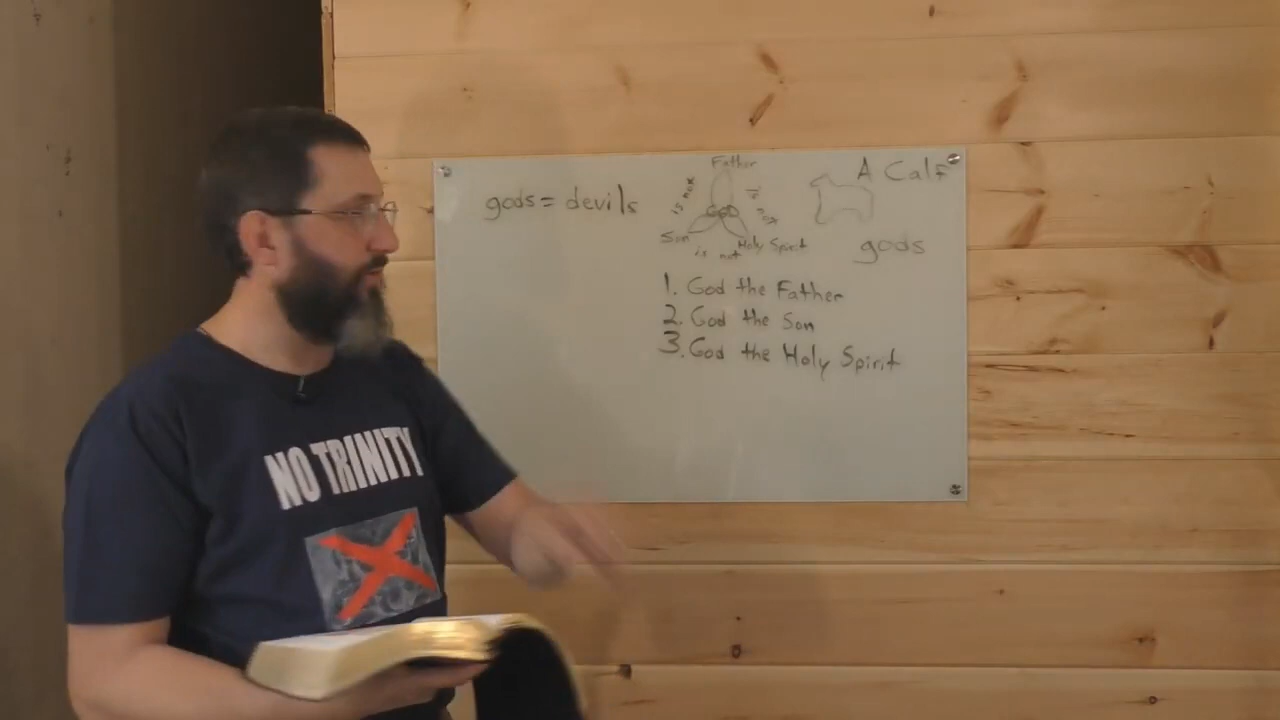 gods = devils
Father
is not
is not
God
Son
is not
Holy Spirit
A Calf
gods
1. God the Father
2. God the Son
3. God the Holy Spirit
NO TRINITY